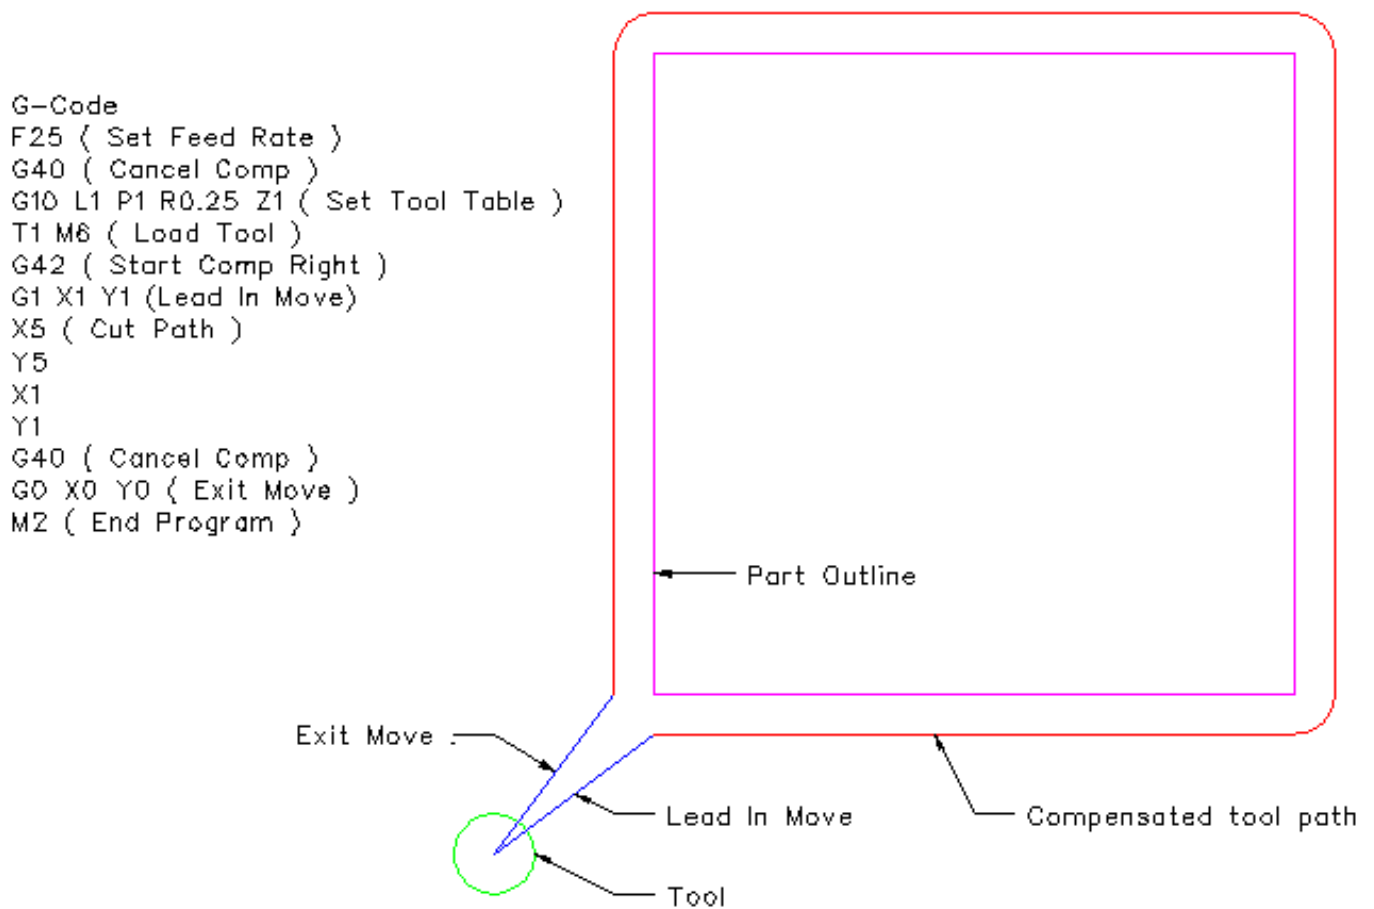 G-Code
F25 ( Set Feed Rate )
G40 ( Cancel Comp )
G10 L1 P1 R0.25 Z1 ( Set Tool Table )
T1 M6 ( Load Tool )
G42 ( Start Comp Right )
G1 X1 Y1 (Lead In Move)
X5 ( Cut Path )
Y5
X1
Y1
G40 ( Cancel Comp )
G0 X0 Y0 ( Exit Move )
M2 ( End Program )
Part Outline
Exit Move
Lead In Move
Compensated tool path
Tool